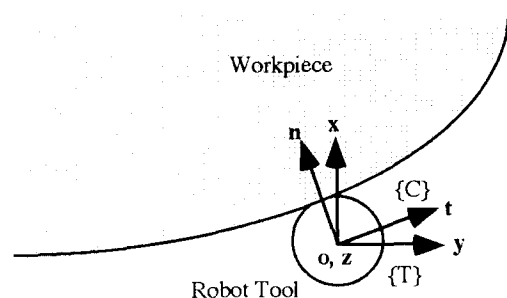 Workpiece
x
n
{C}
t
o, z
y
{T}
Robot Tool